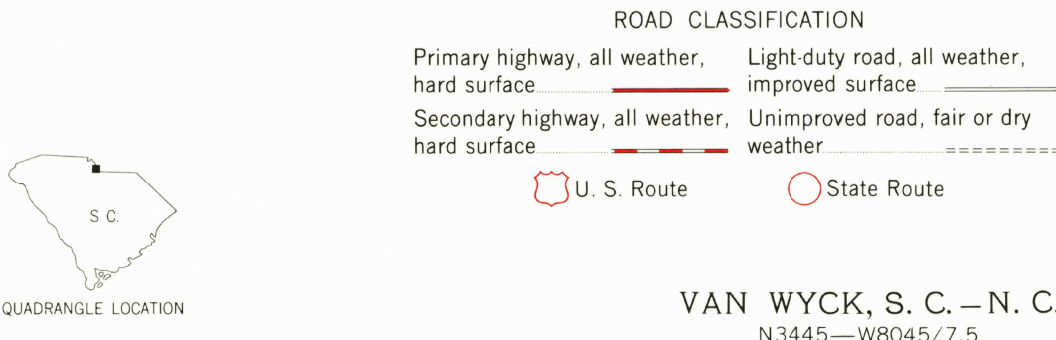 ROAD CLASSIFICATION
Primary highway, all weather,
hard surface
Light-duty road, all weather,
improved surface
Secondary highway, all weather,
hard surface
Unimproved road, fair or dry
weather
U. S. Route
State Route
S C.
QUADRANGLE LOCATION
VAN WYCK, S. C.—N. C.
N3445—W8045/7.5